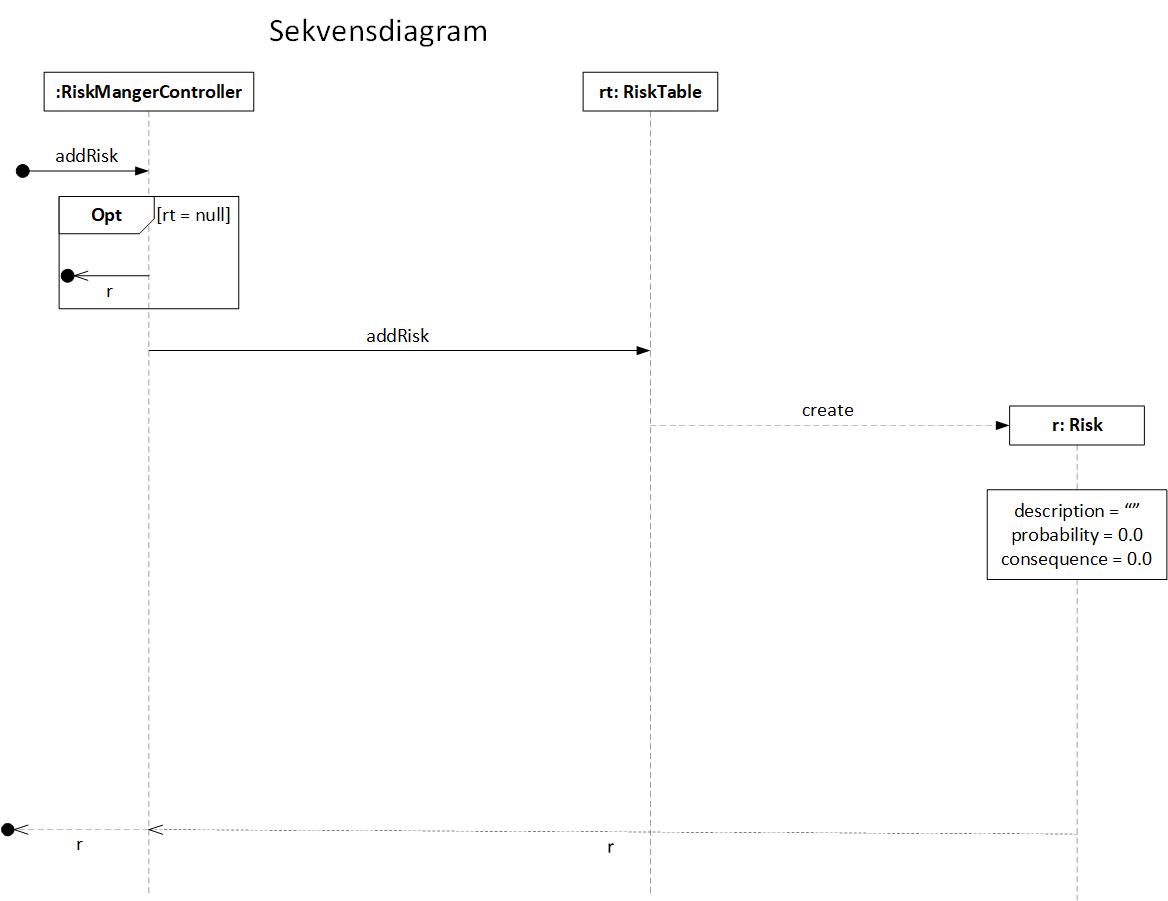 Sekvensdiagram
:RiskMangerController
rt: RiskTable
addRisk
Opt
[rt = null]
r
addRisk
create
r: Risk
description = “”
probability = 0.0
consequence = 0.0
r
r